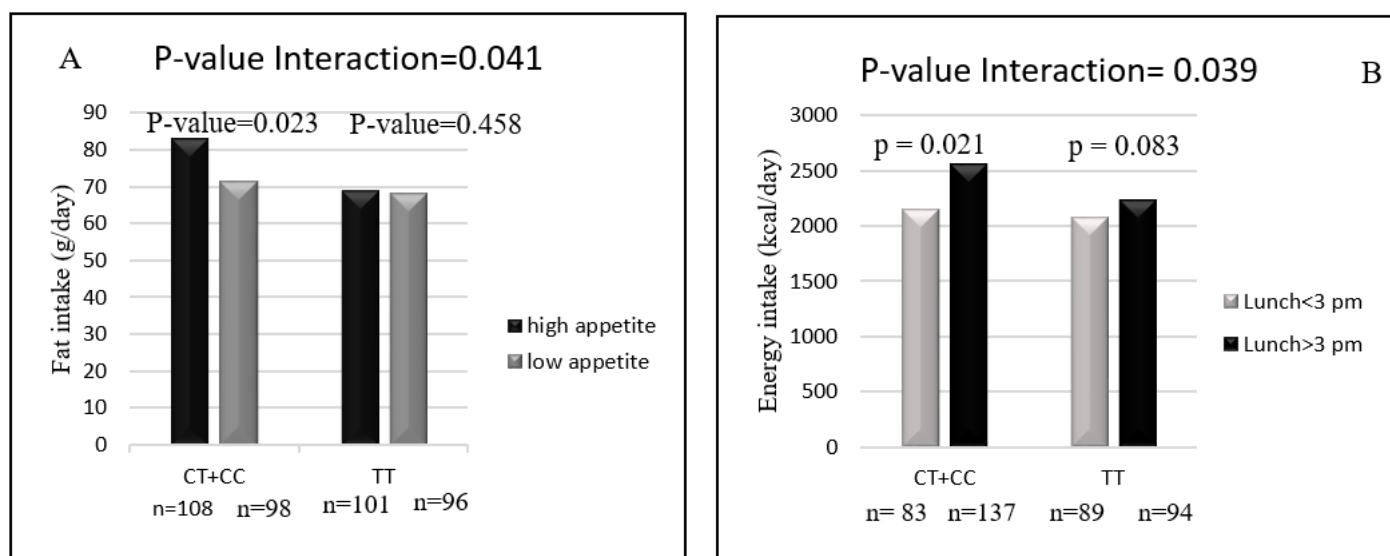 A
P-value Interaction=0.041
90
80
70
60
50
40
30
20
10
0
Fat intake (g/day)
P-value=0.023
P-value=0.458
high appetite
low appetite
CT+CC
TT
n=108
n=98
n=101
n=96
P-value Interaction= 0.039
B
3000
2500
2000
1500
1000
500
0
Energy intake (kcal/day)
p = 0.021
p = 0.083
Lunch<3 pm
Lunch>3 pm
CT+CC
TT
n= 83
n=137
n=89
n=94